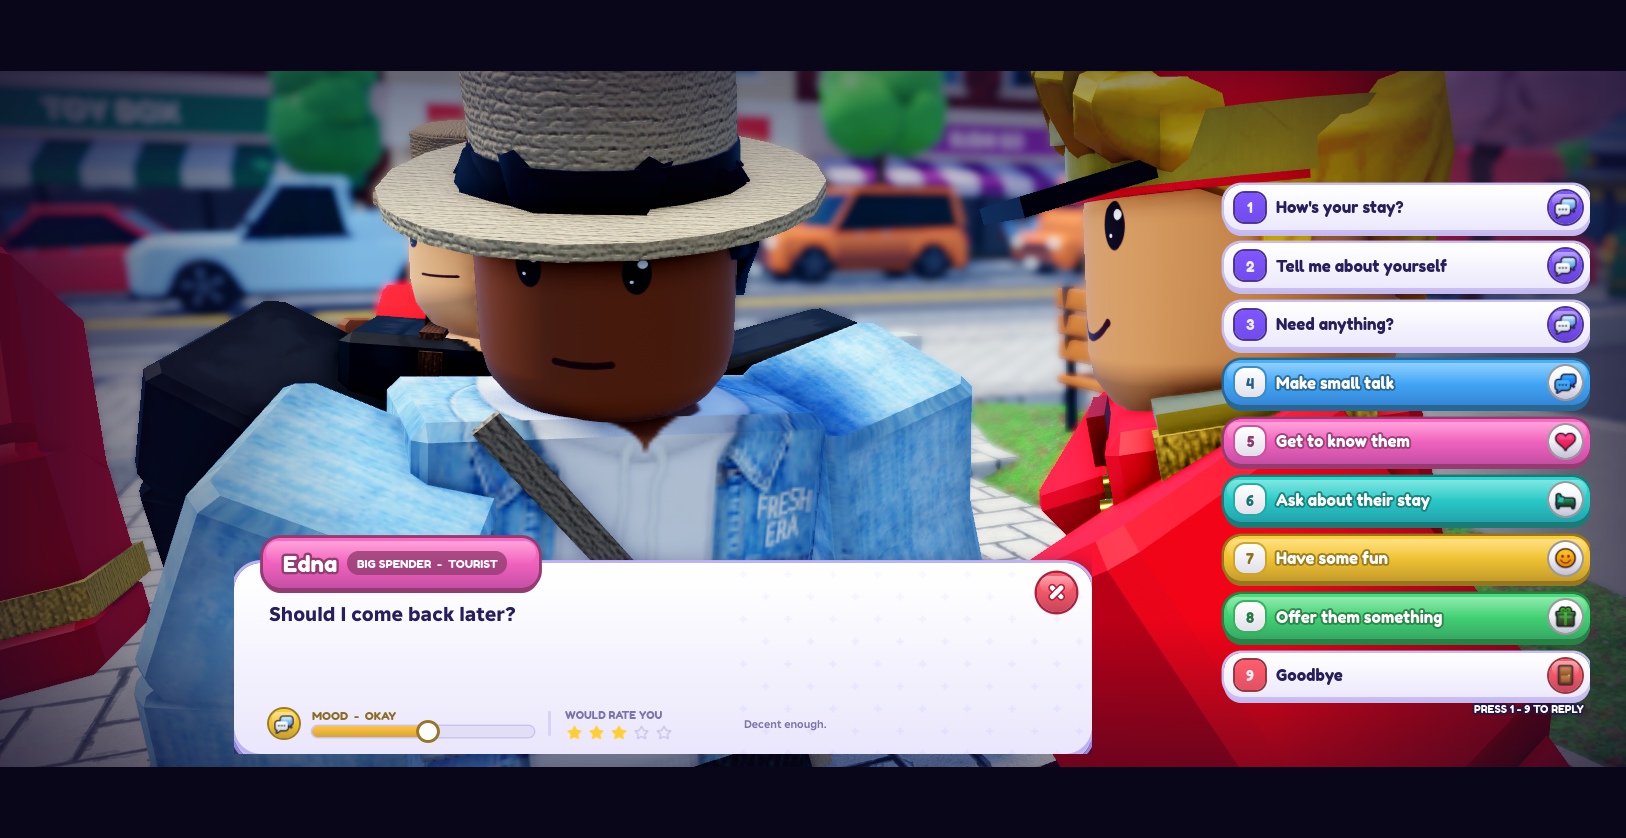 TOY BOX
FRESH
ERA
Edna
BIG SPENDER - TOURIST
Should I come back later?
MOOD - OKAY
WOULD RATE YOU
Decent enough.
1 How's your stay?
2 Tell me about yourself
3 Need anything?
4 Make small talk
5 Get to know them
6 Ask about their stay
7 Have some fun
8 Offer them something
9 Goodbye
PRESS 1 - 9 TO REPLY